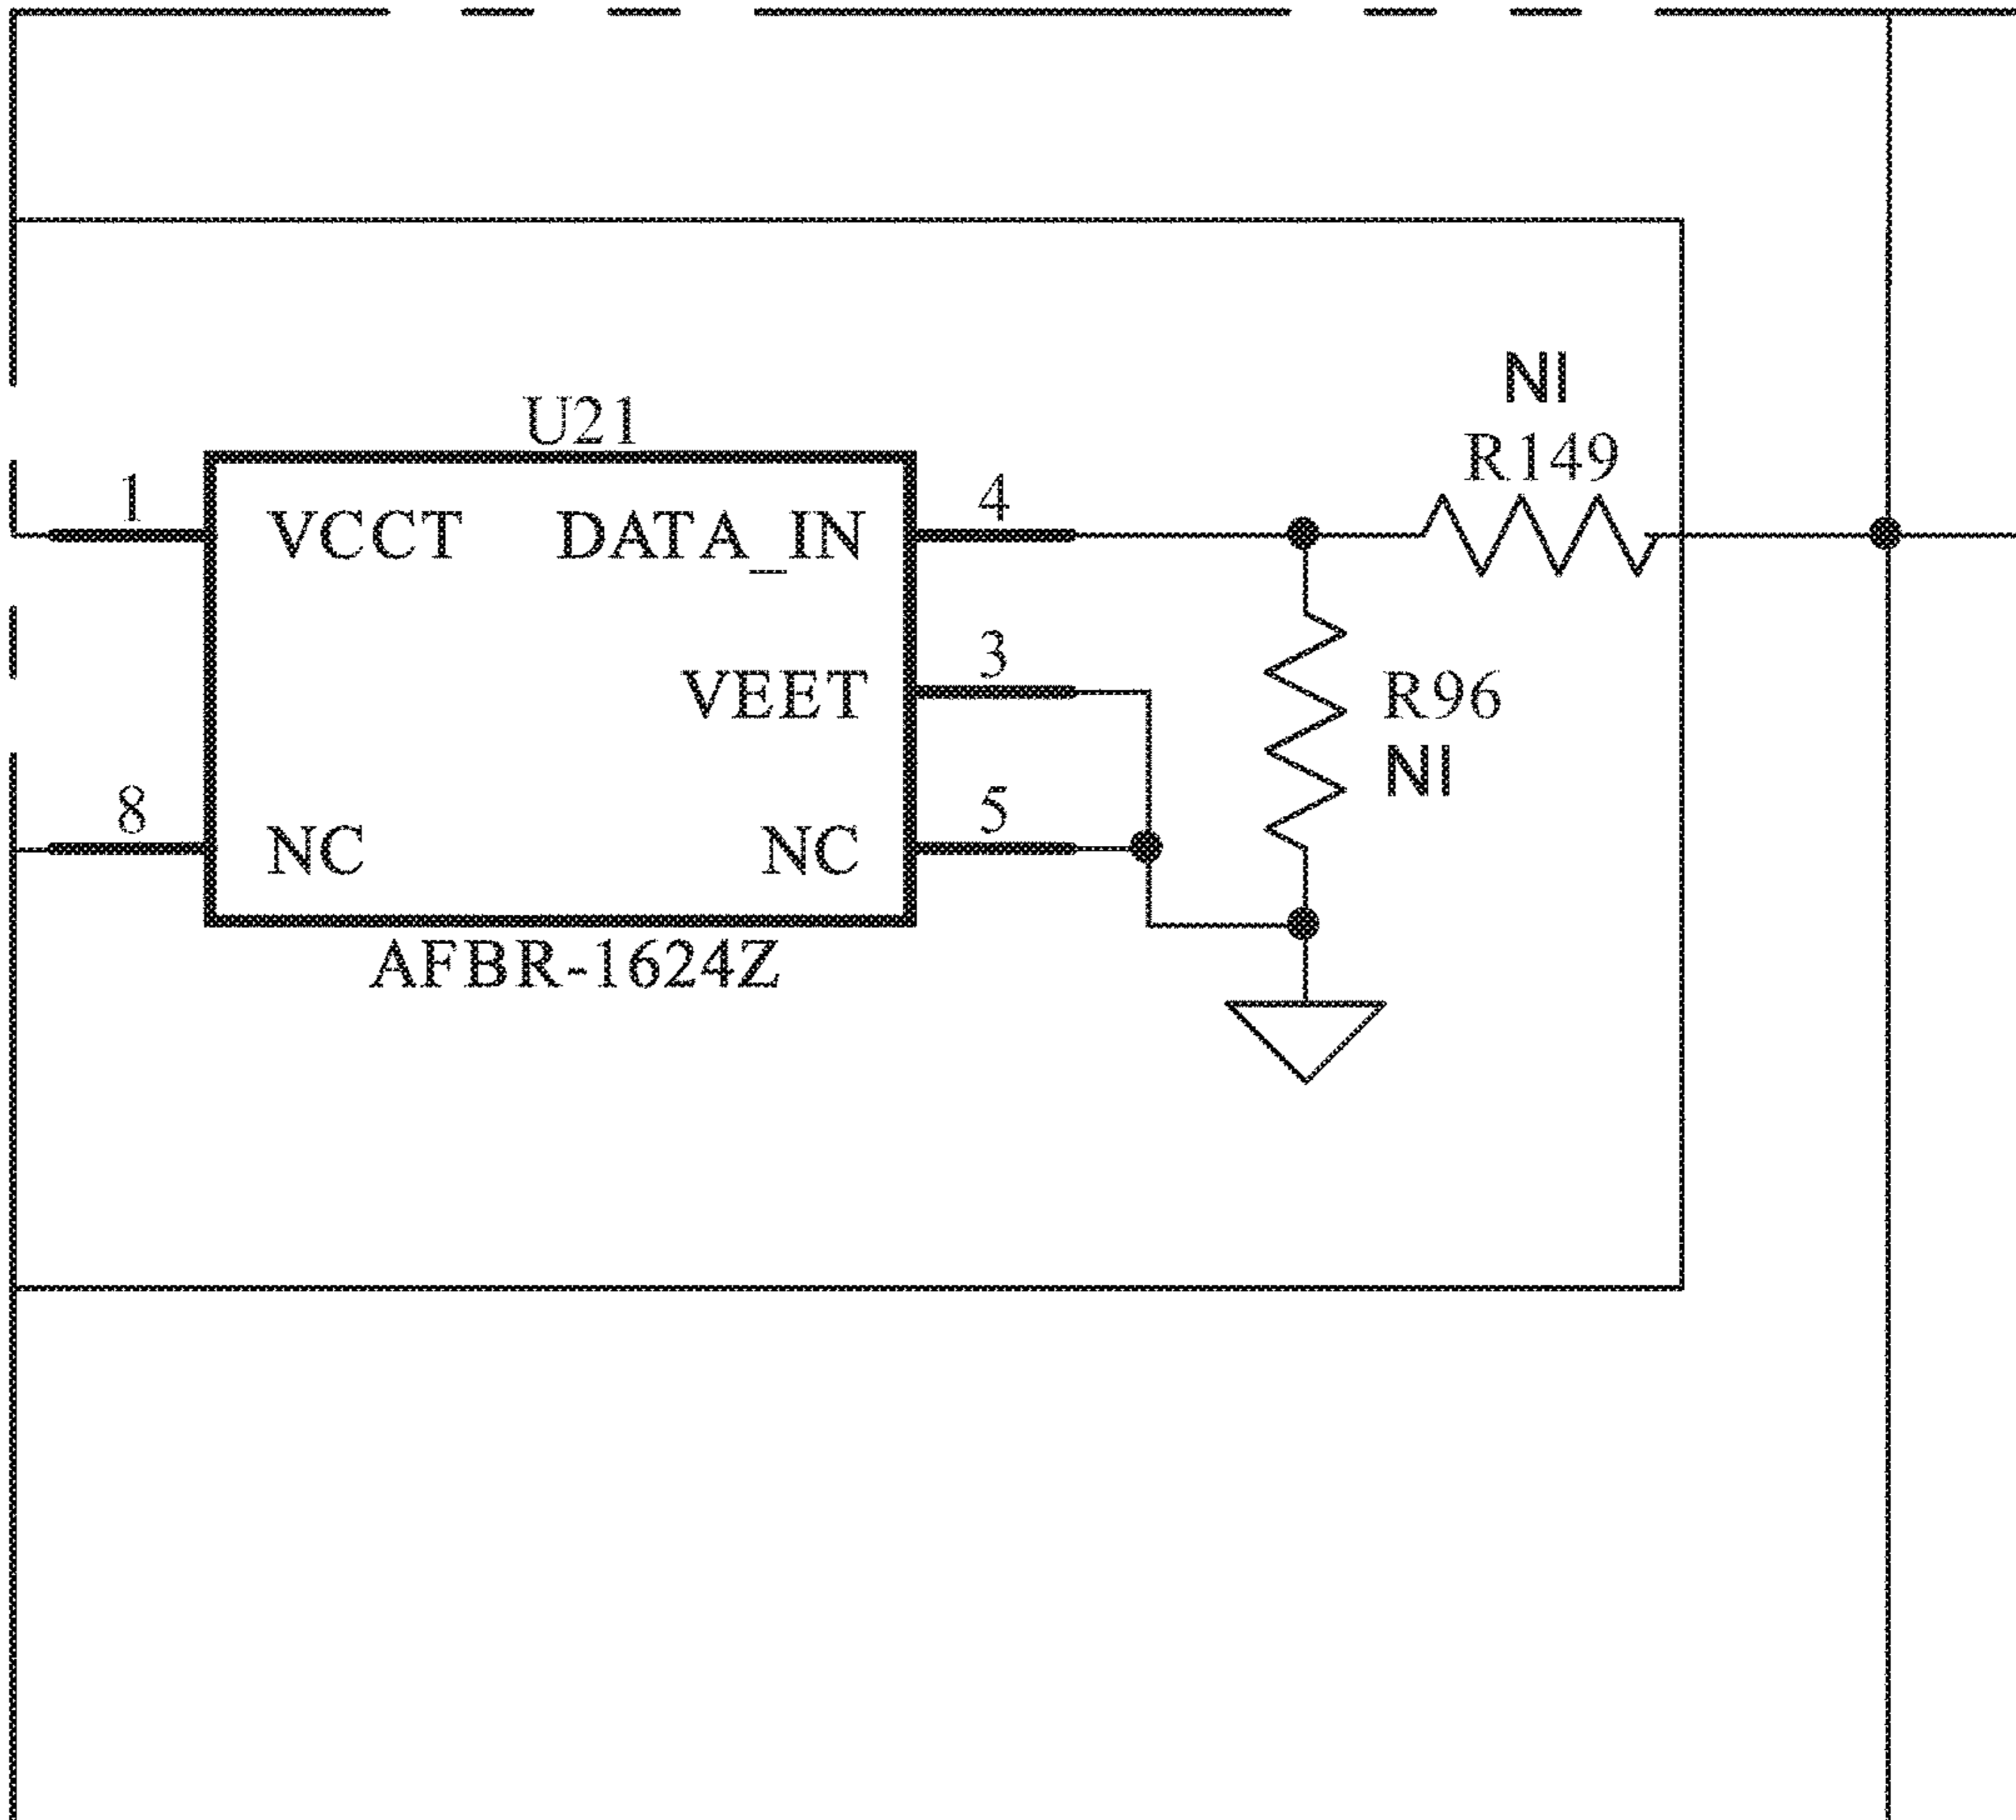 NI
U21
R149
1
4
VCCT DATA_IN
3
VEET
R96
NI
8
5
NC NC
AFBR-1624Z